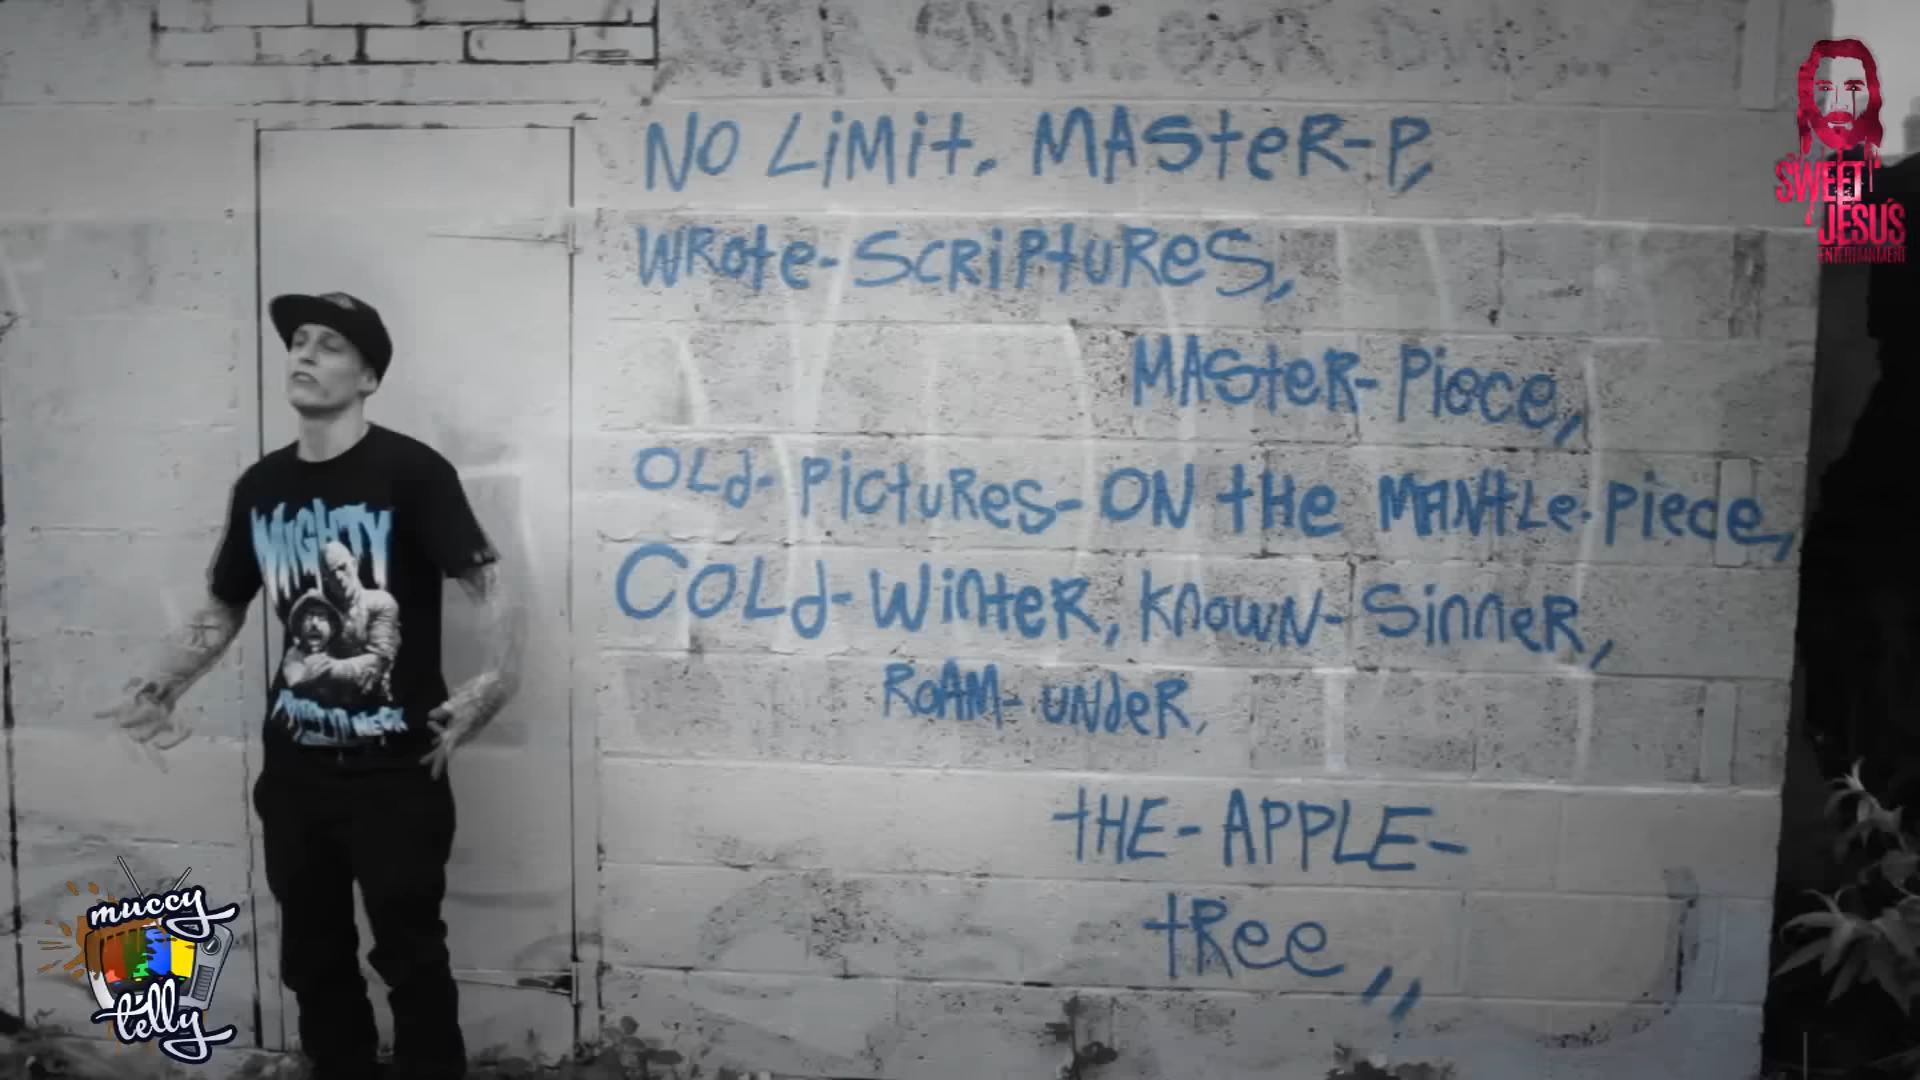 NO LiMit. MASteR-P,
SWEET
JESUS
ENTERTAINMENT
WRote-SCRiPtuReS,
MASteR-Piece,
OLd-PictuReS-ON tHe MANtLe-Piece,
COLd-WinteR, KnowN-SinneR,
MIGHTY
RoAM-uNdeR,
tHE-APPLE-
tRee,,
muccy
telly